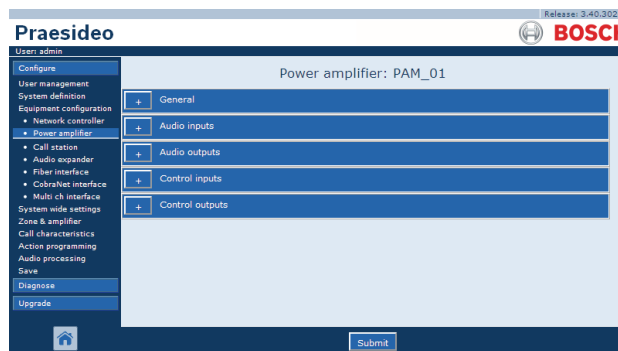 Release: 3.40.302
Praesideo
BOSCH
User: admin
Configure
User management
System definition
Equipment configuration
• Network controller
• Power amplifier
• Call station
• Audio expander
• Fiber interface
• CobraNet interface
• Multi ch interface
System wide settings
Zone & amplifier
Call characteristics
Action programming
Audio processing
Save
Diagnose
Upgrade
Power amplifier: PAM_01
+ General
+ Audio inputs
+ Audio outputs
+ Control inputs
+ Control outputs
Submit